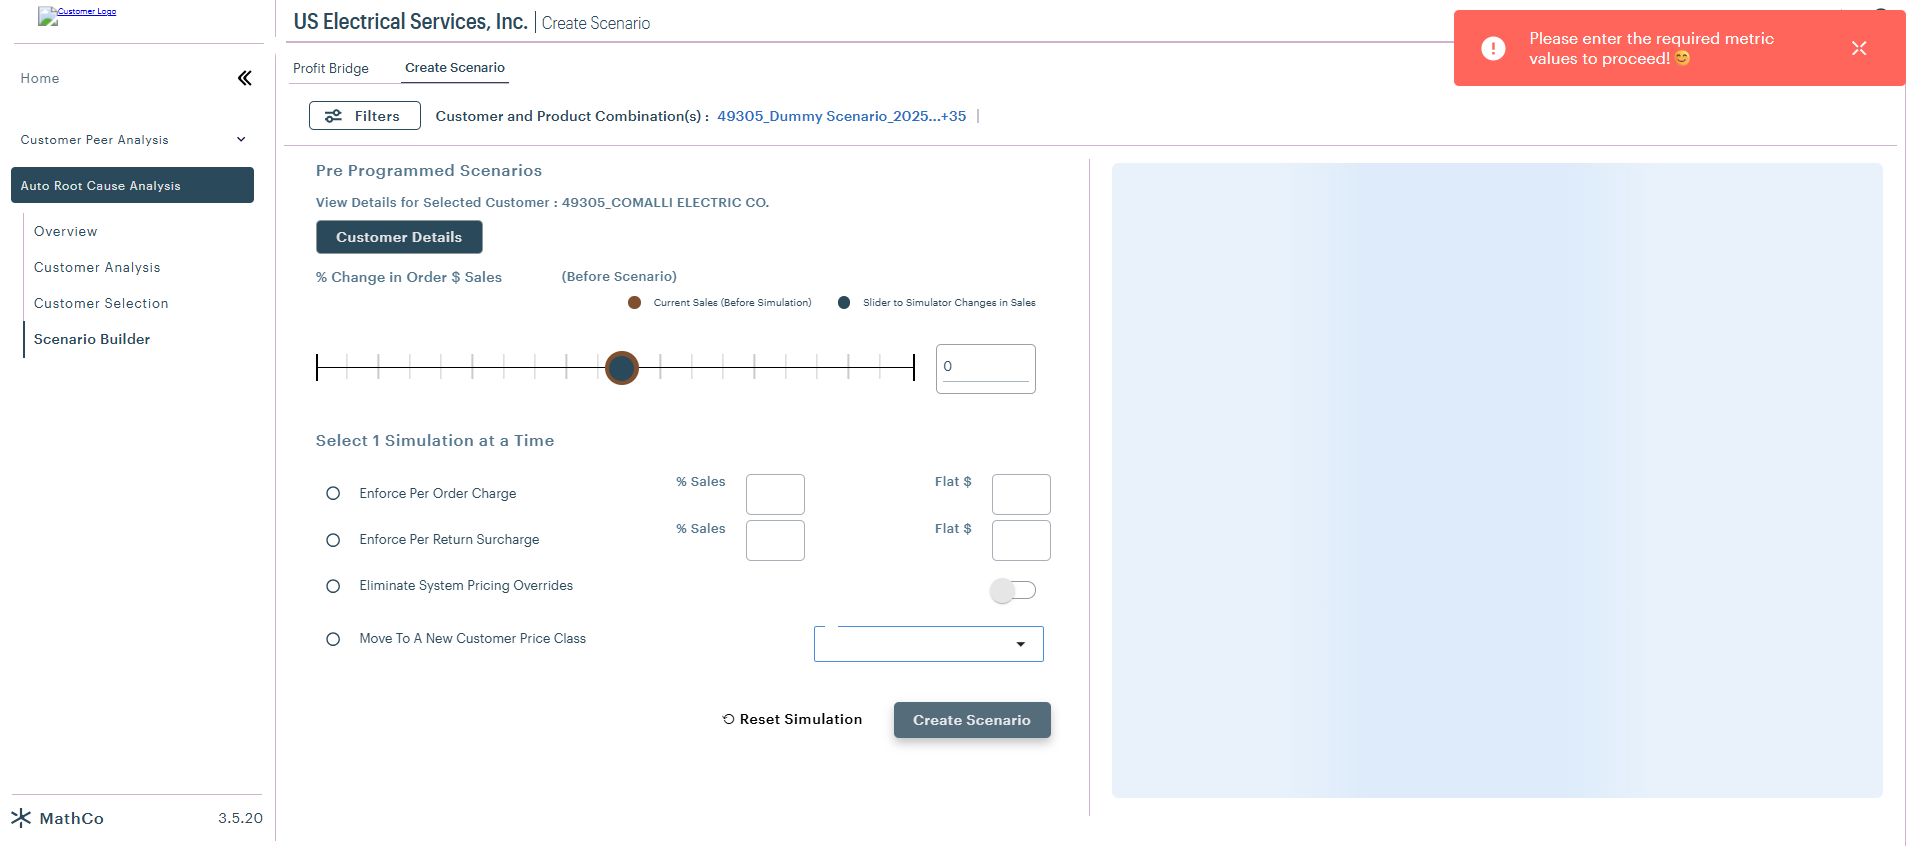 Customer Logo
US Electrical Services, Inc. | Create Scenario
Please enter the required metric
values to proceed! 😊
Home
Profit Bridge
Create Scenario
Filters
Customer and Product Combination(s) : 49305_Dummy Scenario_2025...+35 |
Customer Peer Analysis
Auto Root Cause Analysis
Overview
Customer Analysis
Customer Selection
Scenario Builder
Pre Programmed Scenarios
View Details for Selected Customer : 49305_COMALLI ELECTRIC CO.
Customer Details
% Change in Order $ Sales
(Before Scenario)
Current Sales (Before Simulation)
Slider to Simulator Changes in Sales
0
Select 1 Simulation at a Time
Enforce Per Order Charge
% Sales
Flat $
Enforce Per Return Surcharge
% Sales
Flat $
Eliminate System Pricing Overrides
Move To A New Customer Price Class
Reset Simulation
Create Scenario
MathCo
3.5.20